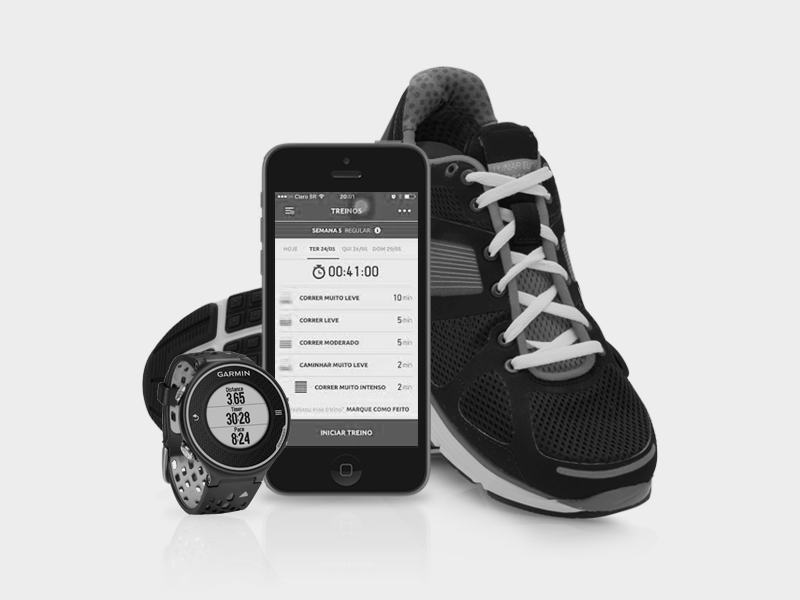 Claro BR 20:01
TREINOS
SEMANA 5 REGULAR
HOJE TER 24/05 QUI 26/05 DOM 29/05
00:41:00
CORRER MUITO LEVE 10 min
CORRER LEVE 5 min
CORRER MODERADO 5 min
CAMINHAR MUITO LEVE 2 min
CORRER MUITO INTENSO 2 min
MARQUE COMO FEITO
INICIAR TREINO
GARMIN
Distance
3.65
Timer
30:28
Pace
8:24